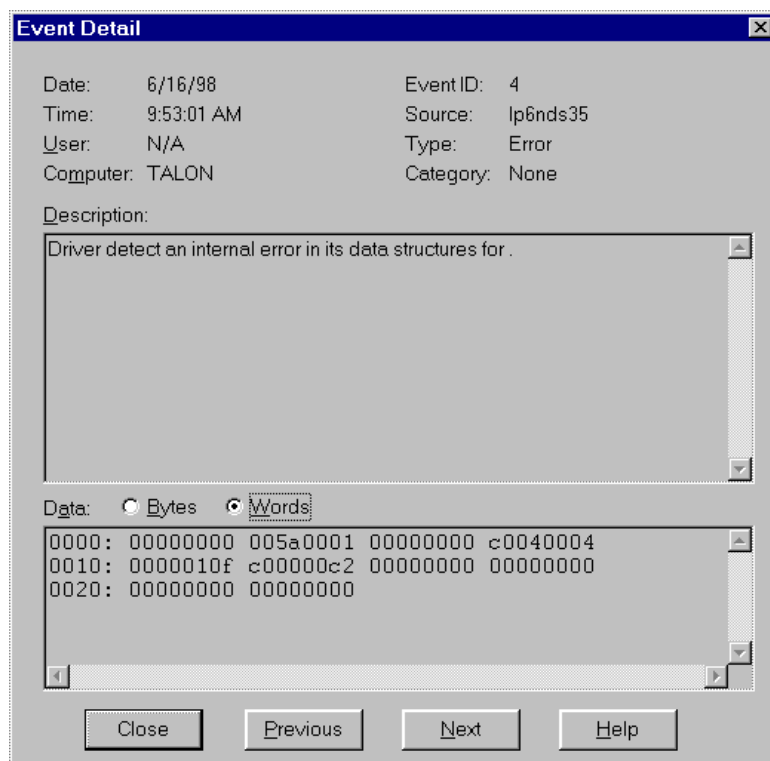 Event Detail
Date: 6/16/98 Event ID: 4
Time: 9:53:01 AM Source: lp6nds35
User: N/A Type: Error
Computer: TALON Category: None
Description:
Driver detect an internal error in its data structures for .
Data: Bytes Words
0000: 00000000 005a0001 00000000 c0040004
0010: 0000010f c00000c2 00000000 00000000
0020: 00000000 00000000
Close Previous Next Help